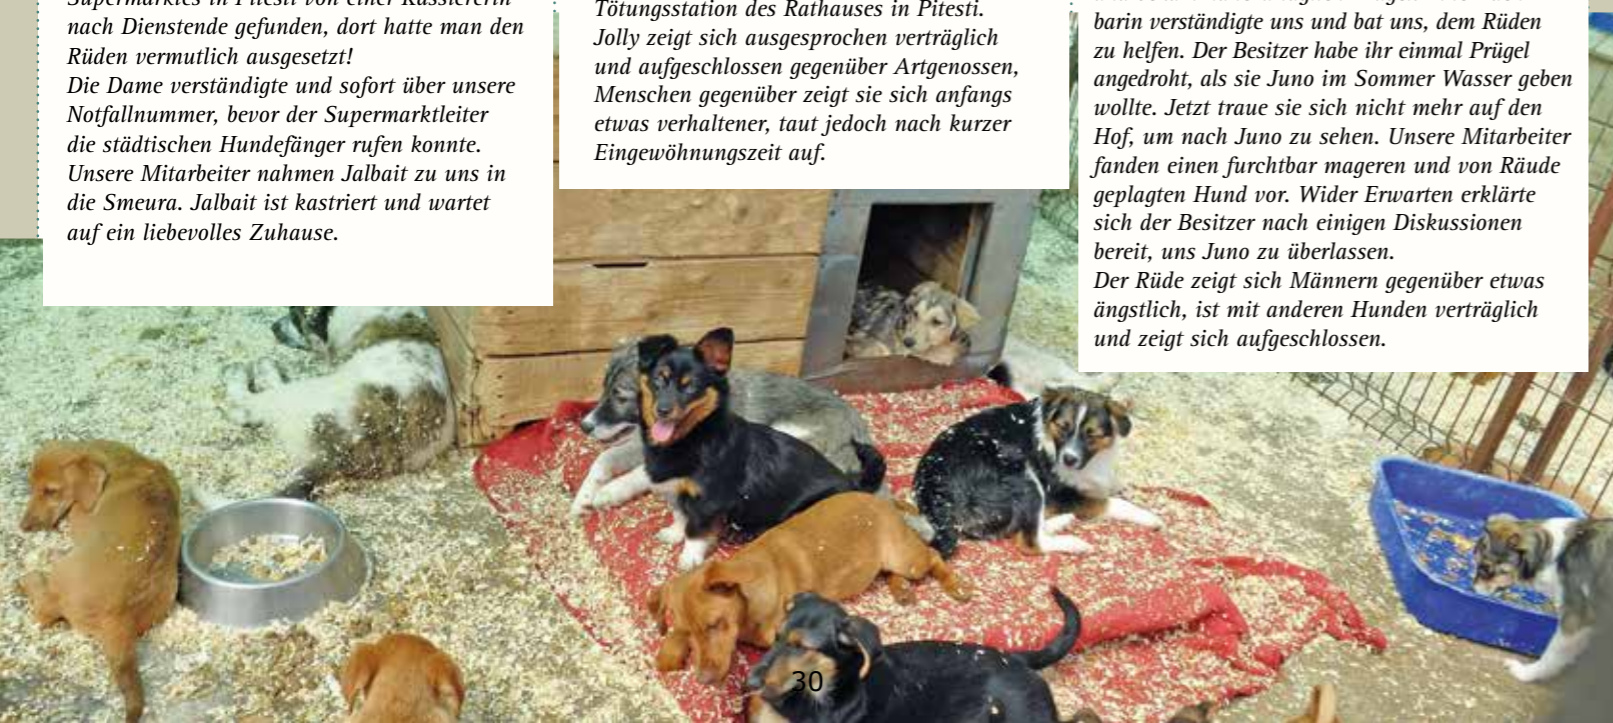 Supermarktes in Pitesti von einer Kassiererin
nach Dienstende gefunden, dort hatte man den
Rüden vermutlich ausgesetzt!
Die Dame verständigte und sofort über unsere
Notfallnummer, bevor der Supermarktleiter
die städtischen Hundefänger rufen konnte.
Unsere Mitarbeiter nahmen Jalbait zu uns in
die Smeura. Jalbait ist kastriert und wartet
auf ein liebevolles Zuhause.
Tötungsstation des Rathauses in Pitesti.
Jolly zeigt sich ausgesprochen verträglich
und aufgeschlossen gegenüber Artgenossen,
Menschen gegenüber zeigt sie sich anfangs
etwas verhaltener, taut jedoch nach kurzer
Eingewöhnungszeit auf.
barin verständigte uns und bat uns, dem Rüden
zu helfen. Der Besitzer habe ihr einmal Prügel
angedroht, als sie Juno im Sommer Wasser geben
wollte. Jetzt traue sie sich nicht mehr auf den
Hof, um nach Juno zu sehen. Unsere Mitarbeiter
fanden einen furchtbar mageren und von Räude
geplagten Hund vor. Wider Erwarten erklärte
sich der Besitzer nach einigen Diskussionen
bereit, uns Juno zu überlassen.
Der Rüde zeigt sich Männern gegenüber etwas
ängstlich, ist mit anderen Hunden verträglich
und zeigt sich aufgeschlossen.
30